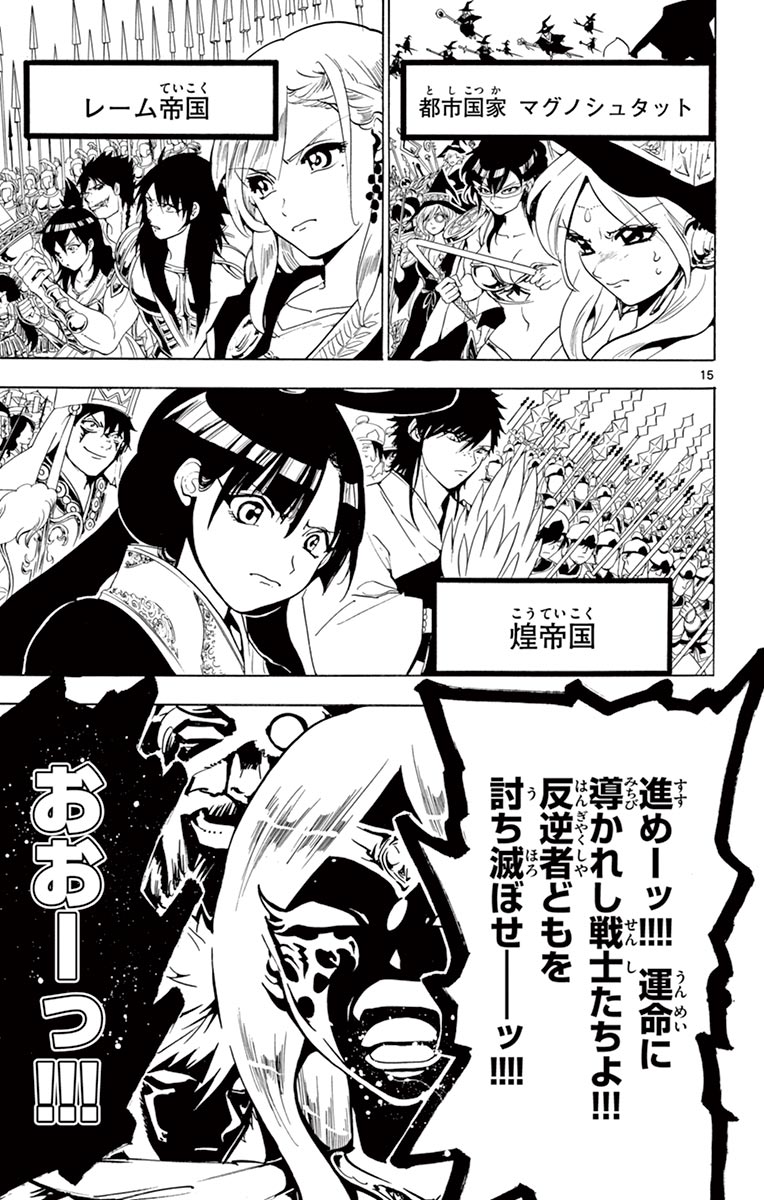 都市国家 マグノシュタット
レーム帝国
15
煌帝国
進めーッ!!!! 運命に
導かれし戦士たちよ!!!
反逆者どもを
討ち滅ぼせーーッ!!!!
おおーっ!!!